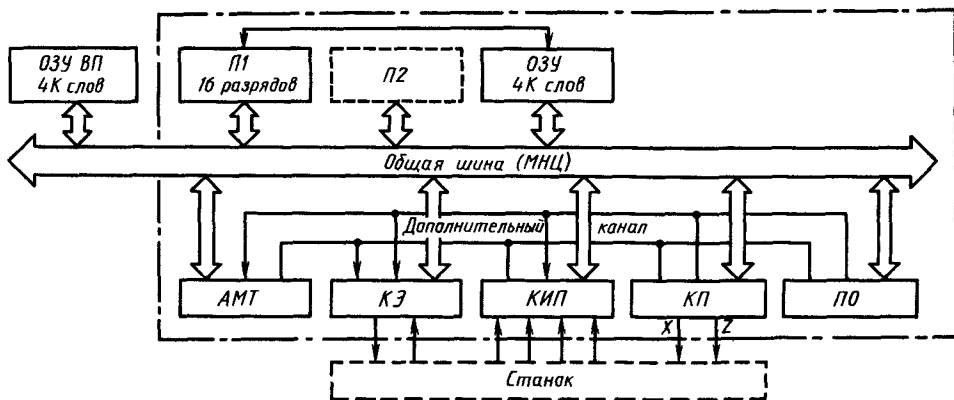 ОЗУ ВП
4К слов
П1
16 разрядов
П2
ОЗУ
4К слов
Общая шина (МНЦ)
Дополнительный канал
АМТ
КЭ
КИП
КП
ПО
X
Z
Станок